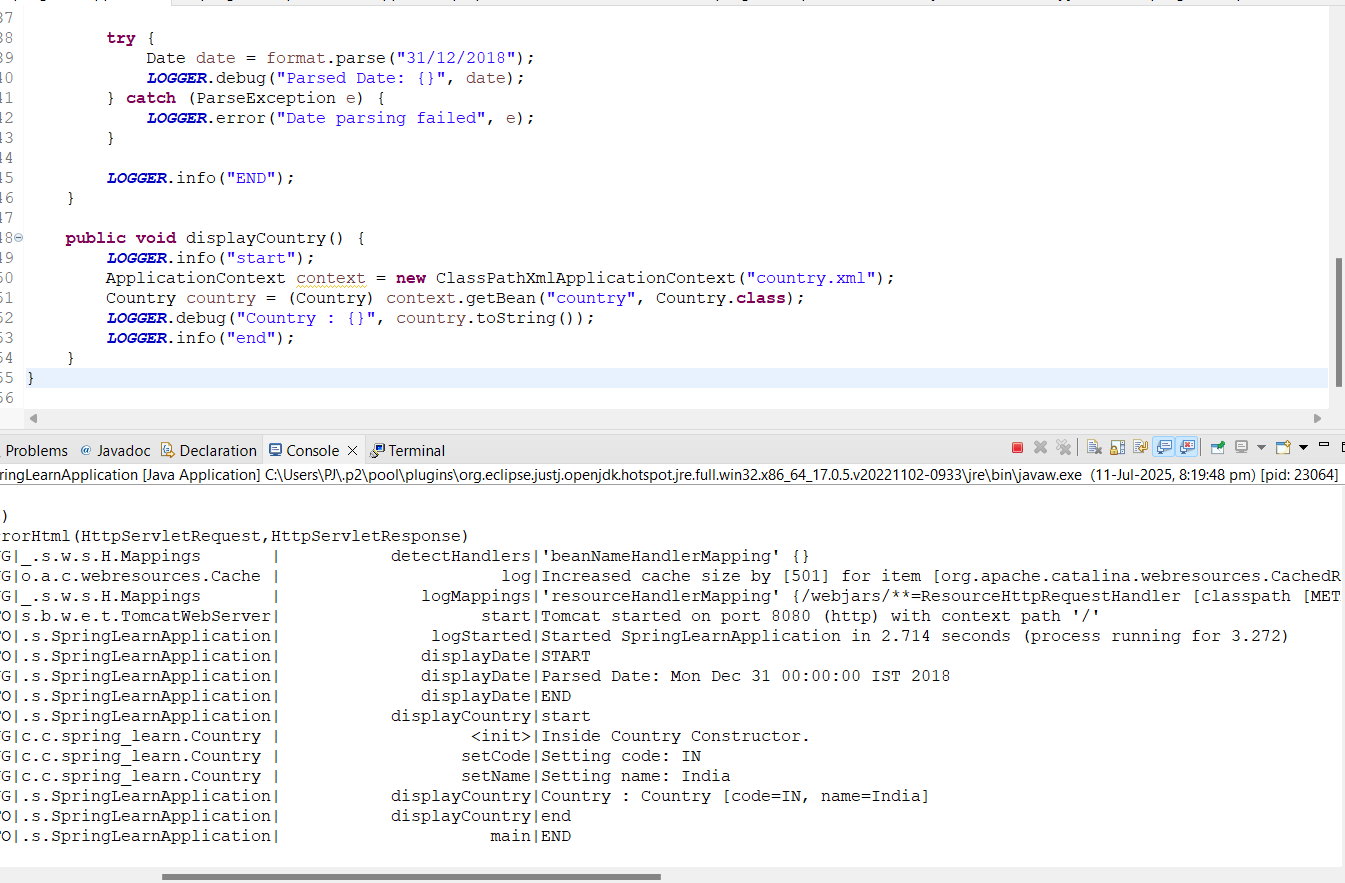 37
38 try {
39 Date date = format.parse("31/12/2018");
40 LOGGER.debug("Parsed Date: {}", date);
41 } catch (ParseException e) {
42 LOGGER.error("Date parsing failed", e);
43 }
44
45 LOGGER.info("END");
46 }
47
48 public void displayCountry() {
49 LOGGER.info("start");
50 ApplicationContext context = new ClassPathXmlApplicationContext("country.xml");
51 Country country = (Country) context.getBean("country", Country.class);
52 LOGGER.debug("Country : {}", country.toString());
53 LOGGER.info("end");
54 }
55 }
56
Problems @ Javadoc Declaration Console Terminal
ringLearnApplication [Java Application] C:\Users\PJ\.p2\pool\plugins\org.eclipse.justj.openjdk.hotspot.jre.full.win32.x86_64_17.0.5.v20221102-0933\jre\bin\javaw.exe (11-Jul-2025, 8:19:48 pm) [pid: 23064]
)
rorHtml(HttpServletRequest,HttpServletResponse)
G|_.s.w.s.H.Mappings | detectHandlers|'beanNameHandlerMapping' {}
G|o.a.c.webresources.Cache | log|Increased cache size by [501] for item [org.apache.catalina.webresources.CachedR
G|_.s.w.s.H.Mappings | logMappings|'resourceHandlerMapping' {/webjars/**=ResourceHttpRequestHandler [classpath [MET
O|s.b.w.e.t.TomcatWebServer| start|Tomcat started on port 8080 (http) with context path '/'
O|.s.SpringLearnApplication| logStarted|Started SpringLearnApplication in 2.714 seconds (process running for 3.272)
O|.s.SpringLearnApplication| displayDate|START
G|.s.SpringLearnApplication| displayDate|Parsed Date: Mon Dec 31 00:00:00 IST 2018
O|.s.SpringLearnApplication| displayDate|END
O|.s.SpringLearnApplication| displayCountry|start
G|c.c.spring_learn.Country | <init>|Inside Country Constructor.
G|c.c.spring_learn.Country | setCode|Setting code: IN
G|c.c.spring_learn.Country | setName|Setting name: India
G|.s.SpringLearnApplication| displayCountry|Country : Country [code=IN, name=India]
O|.s.SpringLearnApplication| displayCountry|end
O|.s.SpringLearnApplication| main|END